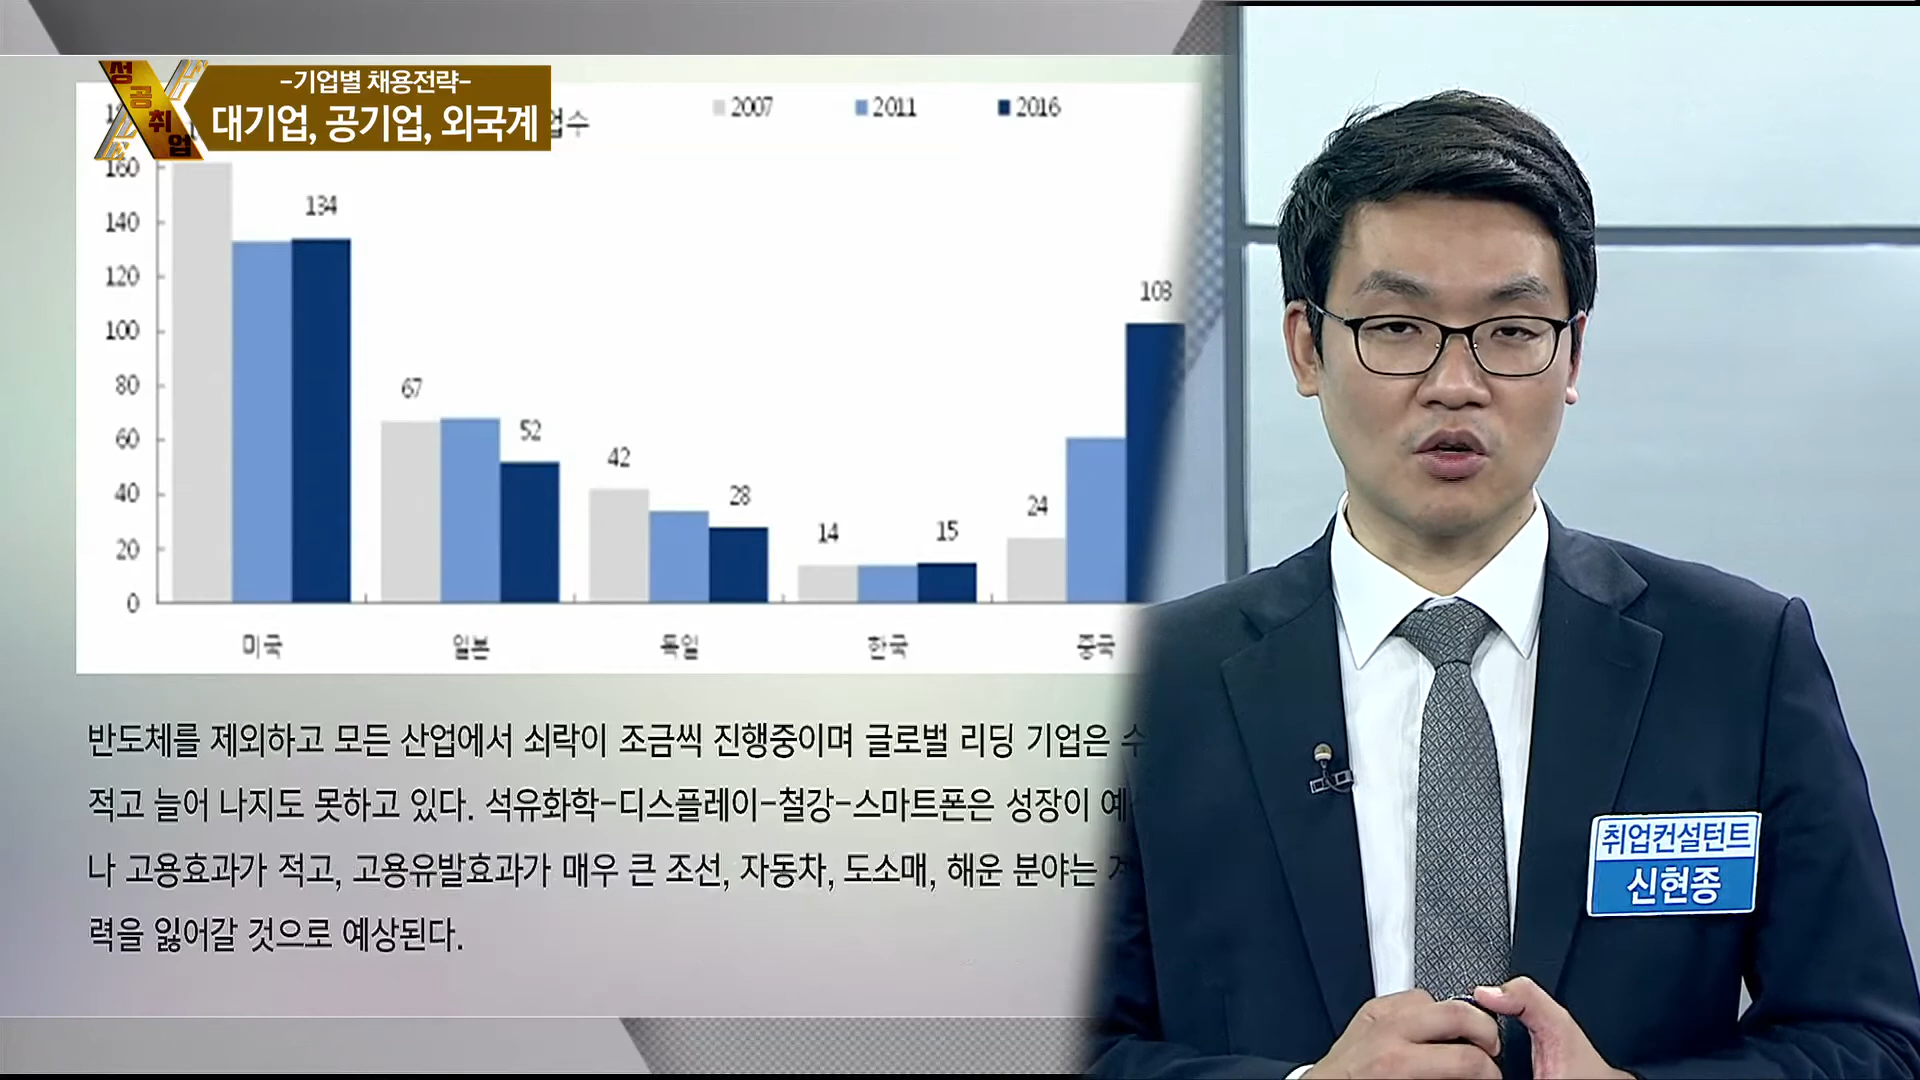 성공취업
-기업별 채용전략-
대기업, 공기업, 외국계
업수
2007 2011 2016
160
140
120
100
80
60
40
20
0
134
67 52
42 28
14 15
24 103
미국 일본 독일 한국 중국
반도체를 제외하고 모든 산업에서 쇠락이 조금씩 진행중이며 글로벌 리딩 기업은
적고 늘어 나지도 못하고 있다. 석유화학-디스플레이-철강-스마트폰은 성장이
나 고용효과가 적고, 고용유발효과가 매우 큰 조선, 자동차, 도소매, 해운 분야는
력을 잃어갈 것으로 예상된다.
취업컨설턴트
신현종